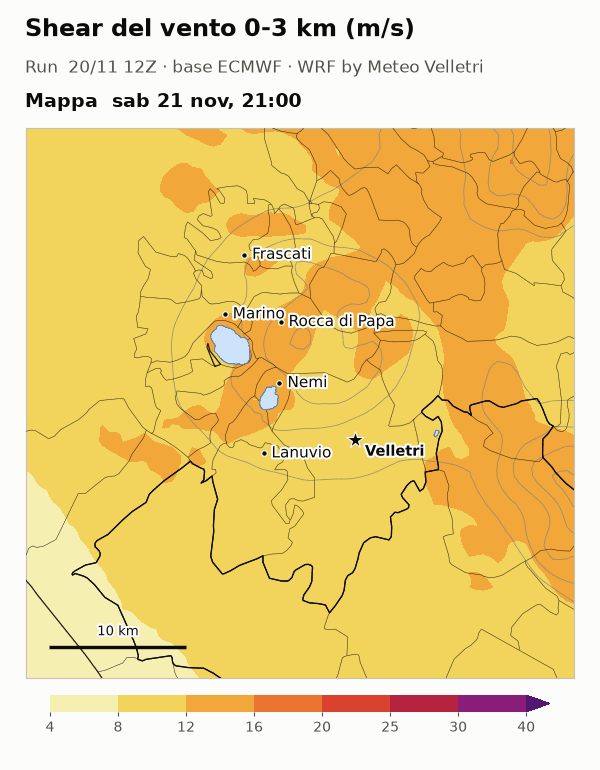 Shear del vento 0-3 km (m/s)
Run  20/11 12Z · base ECMWF · WRF by Meteo Velletri
Mappa  sab 21 nov, 21:00
Frascati
Marino
Rocca di Papa
Nemi
Velletri
Lanuvio
10 km
4 8 12 16 20 25 30 40